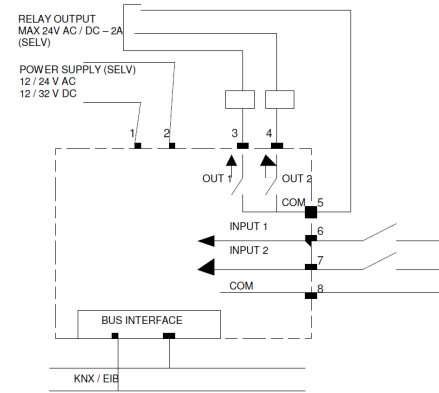 RELAY OUTPUT
MAX 24V AC / DC – 2A
(SELV)
POWER SUPPLY (SELV)
12 / 24 V AC
12 / 32 V DC
1 2 3 4
OUT 1 OUT 2
COM 5
INPUT 1 6
INPUT 2 7
COM 8
BUS INTERFACE
KNX / EIB